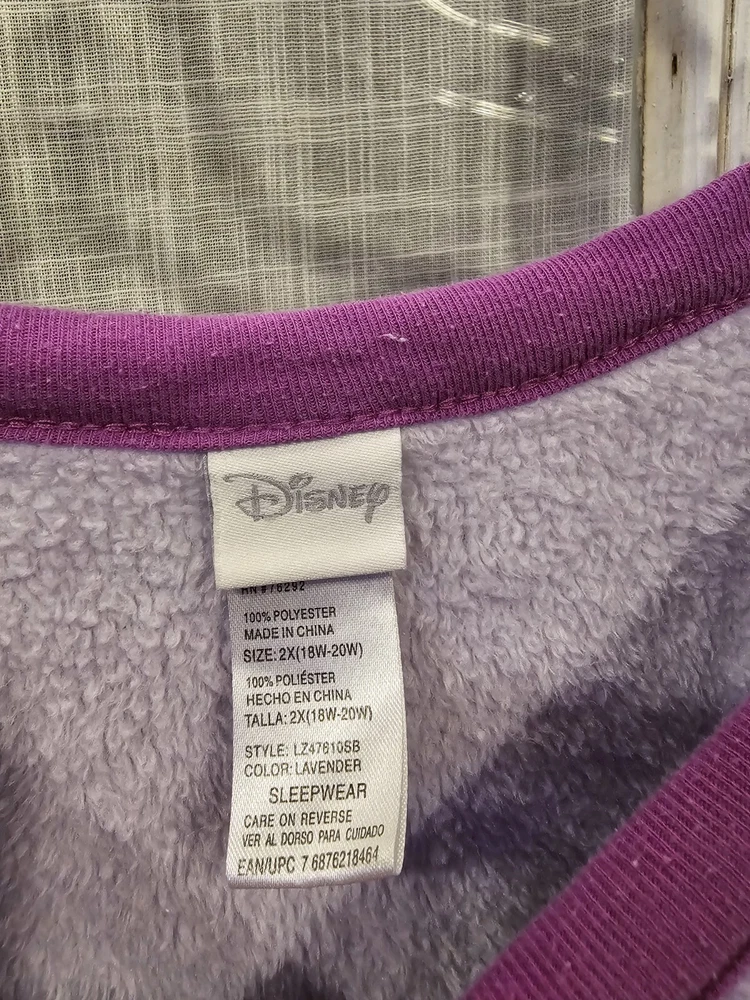 Disney
RN #76292
100% POLYESTER
MADE IN CHINA
SIZE: 2X(18W-20W)
100% POLIÉSTER
HECHO EN CHINA
TALLA: 2X(18W-20W)
STYLE: LZ47610SB
COLOR: LAVENDER
SLEEPWEAR
CARE ON REVERSE
VER AL DORSO PARA CUIDADO
EAN/UPC 7 6876218464